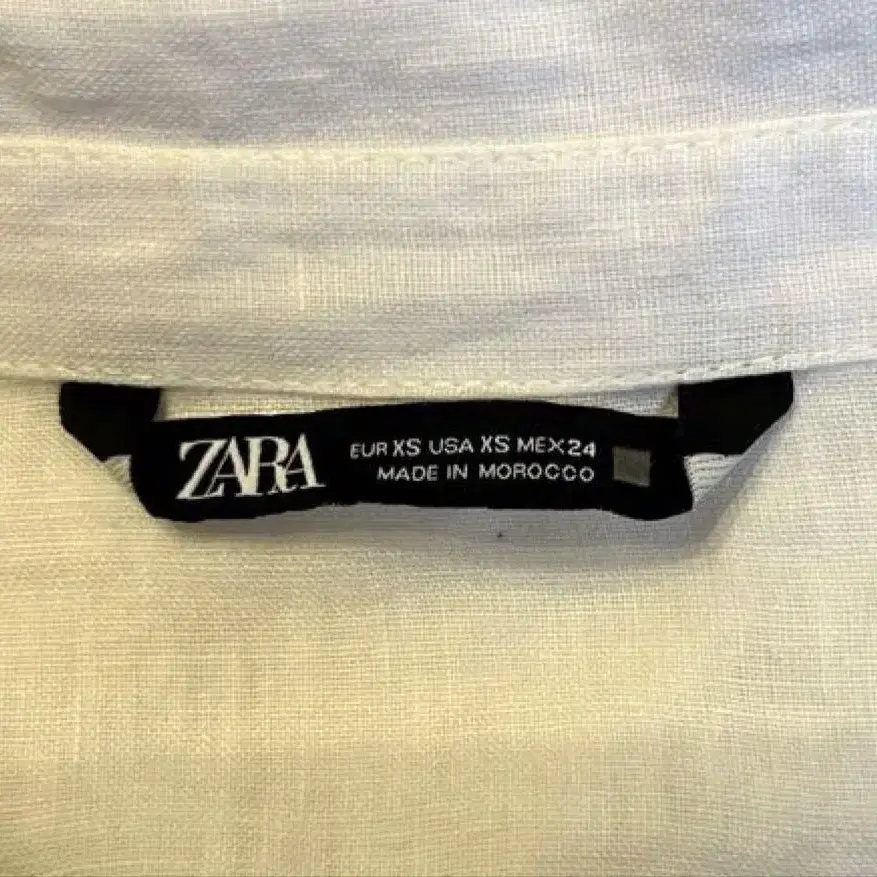 ZARA
EUR XS USA XS MEX 24
MADE IN MOROCCO